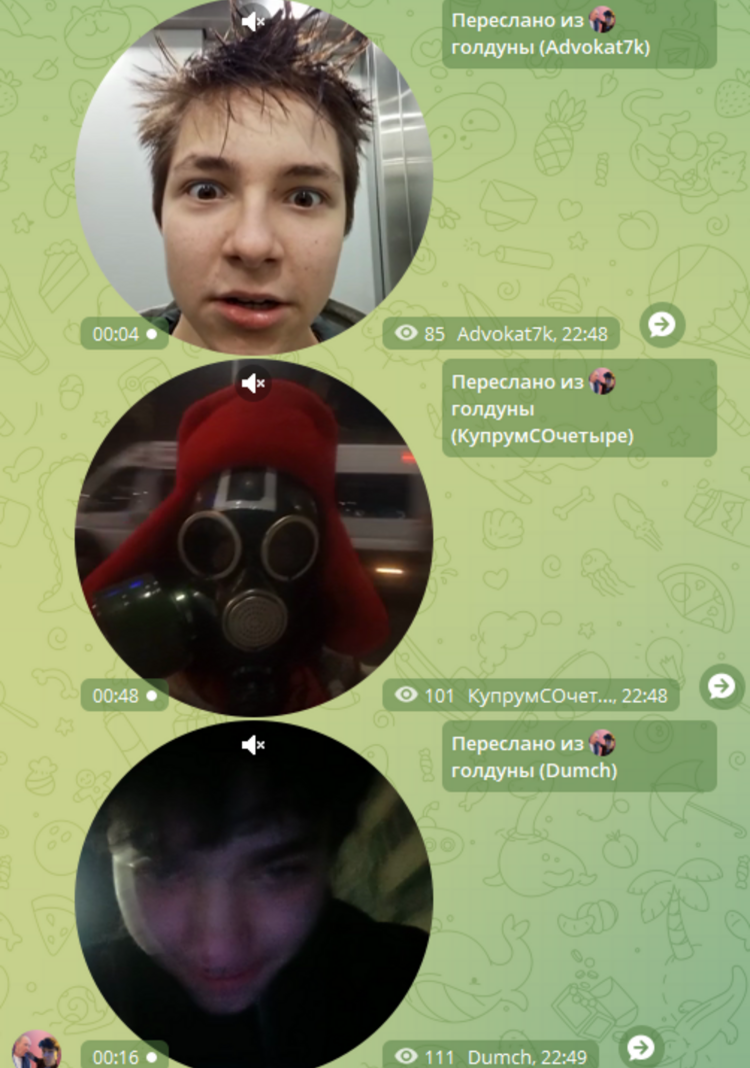 Переслано из
голдуны (Advokat7k)
00:04
85 Advokat7k, 22:48
Переслано из
голдуны
(КупрумСОчетыре)
00:48
101 КупрумСОчет..., 22:48
Переслано из
голдуны (Dumch)
00:16
111 Dumch, 22:49